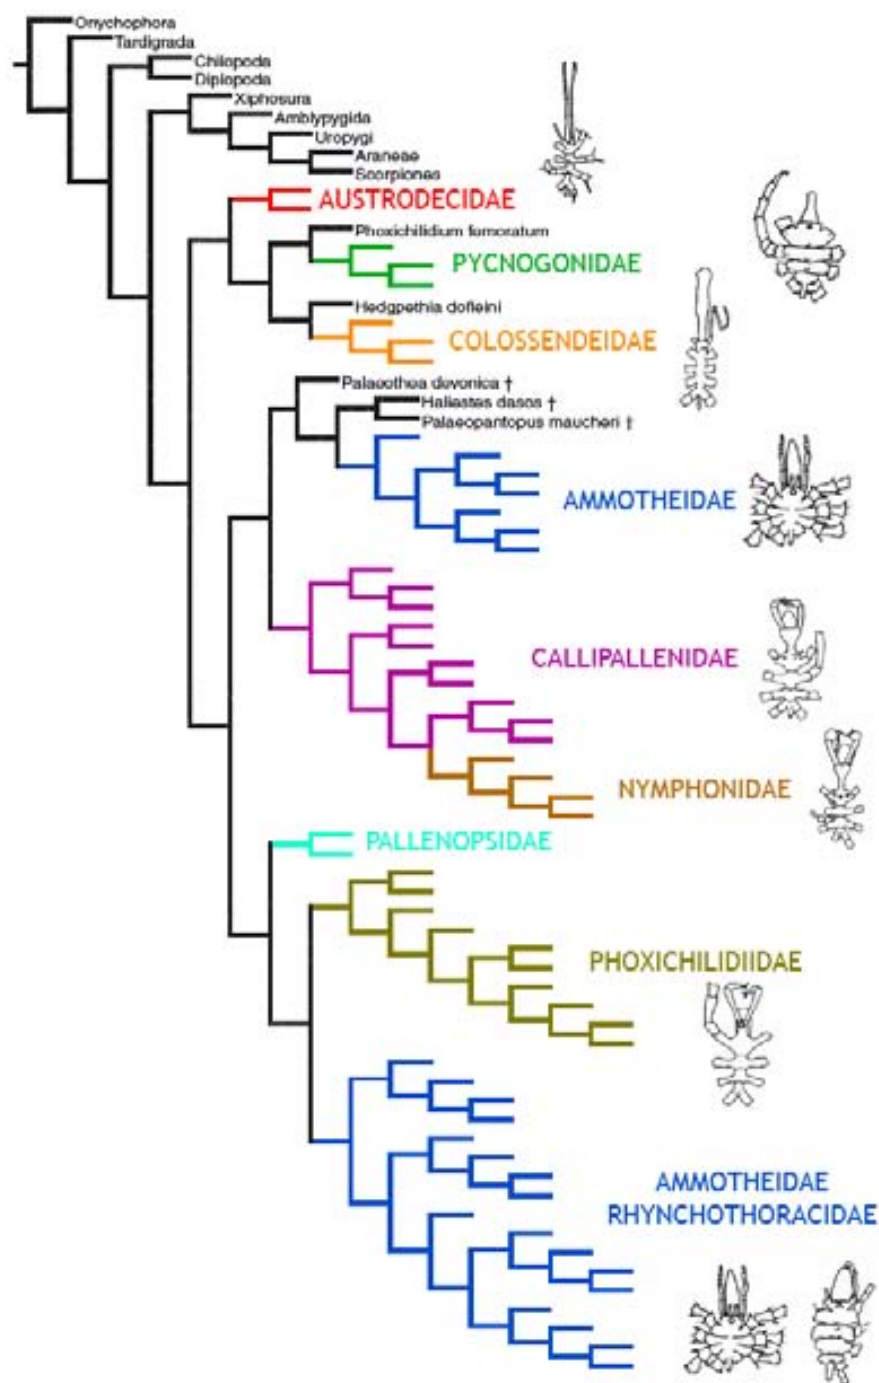 Onychophora
Tardigrada
Chilopoda
Diplopoda
Xiphosura
Amblypygida
Uropygi
Araneae
Scorpiones
AUSTRODECIDAE
Phoxichilidium femoratum
PYCNOGONIDAE
Hedgpethia dofleini
COLOSSENDEIDAE
Palaeothea devonica †
Haliestes dasos †
Palaeopantopus maucheri †
AMMOTHEIDAE
CALLIPALLENIDAE
NYMPHONIDAE
PALLENOPSIDAE
PHOXICHILIDIIDAE
AMMOTHEIDAE
RHYNCHOTHORACIDAE